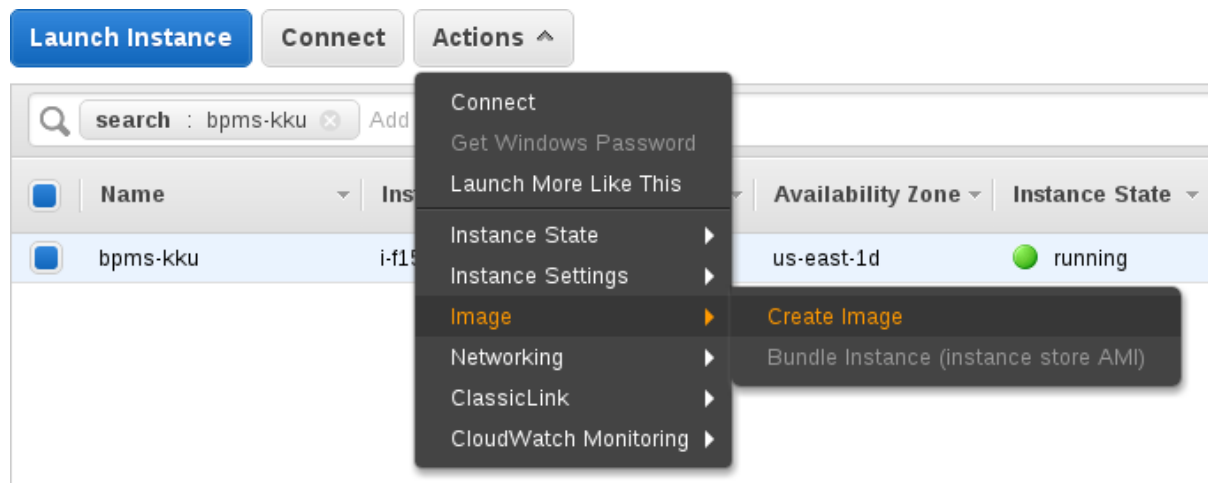 Launch Instance Connect Actions
search : bpms-kku Add
Name Ins Availability Zone Instance State
bpms-kku i-f15 us-east-1d running
Connect
Get Windows Password
Launch More Like This
Instance State
Instance Settings
Image
Networking
ClassicLink
CloudWatch Monitoring
Create Image
Bundle Instance (instance store AMI)